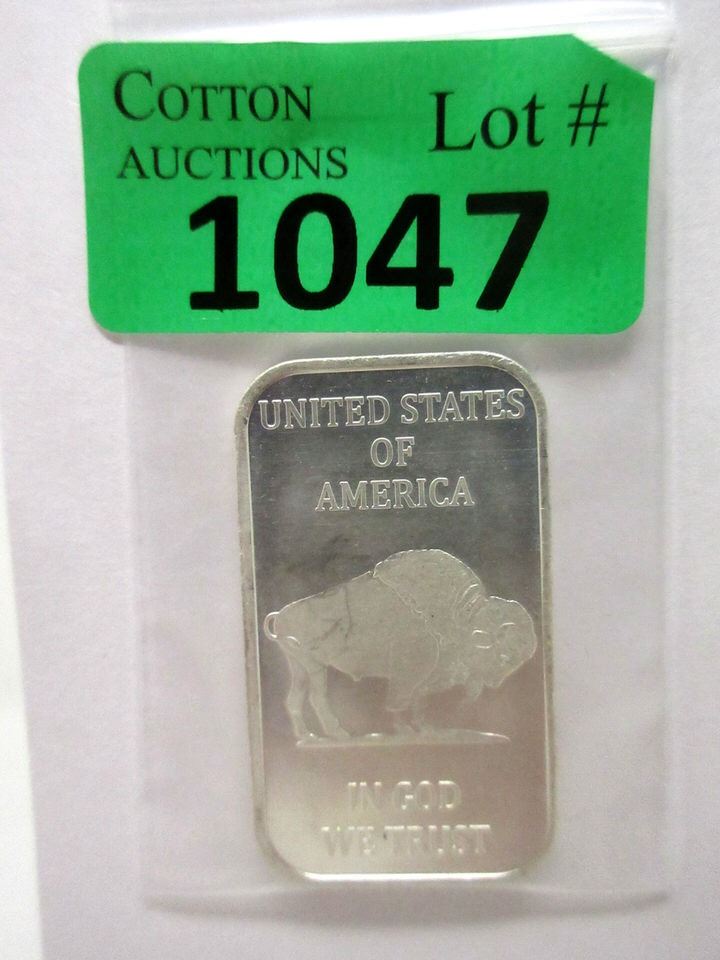 COTTON
AUCTIONS
Lot #
1047
UNITED STATES
OF
AMERICA
IN GOD
WE TRUST